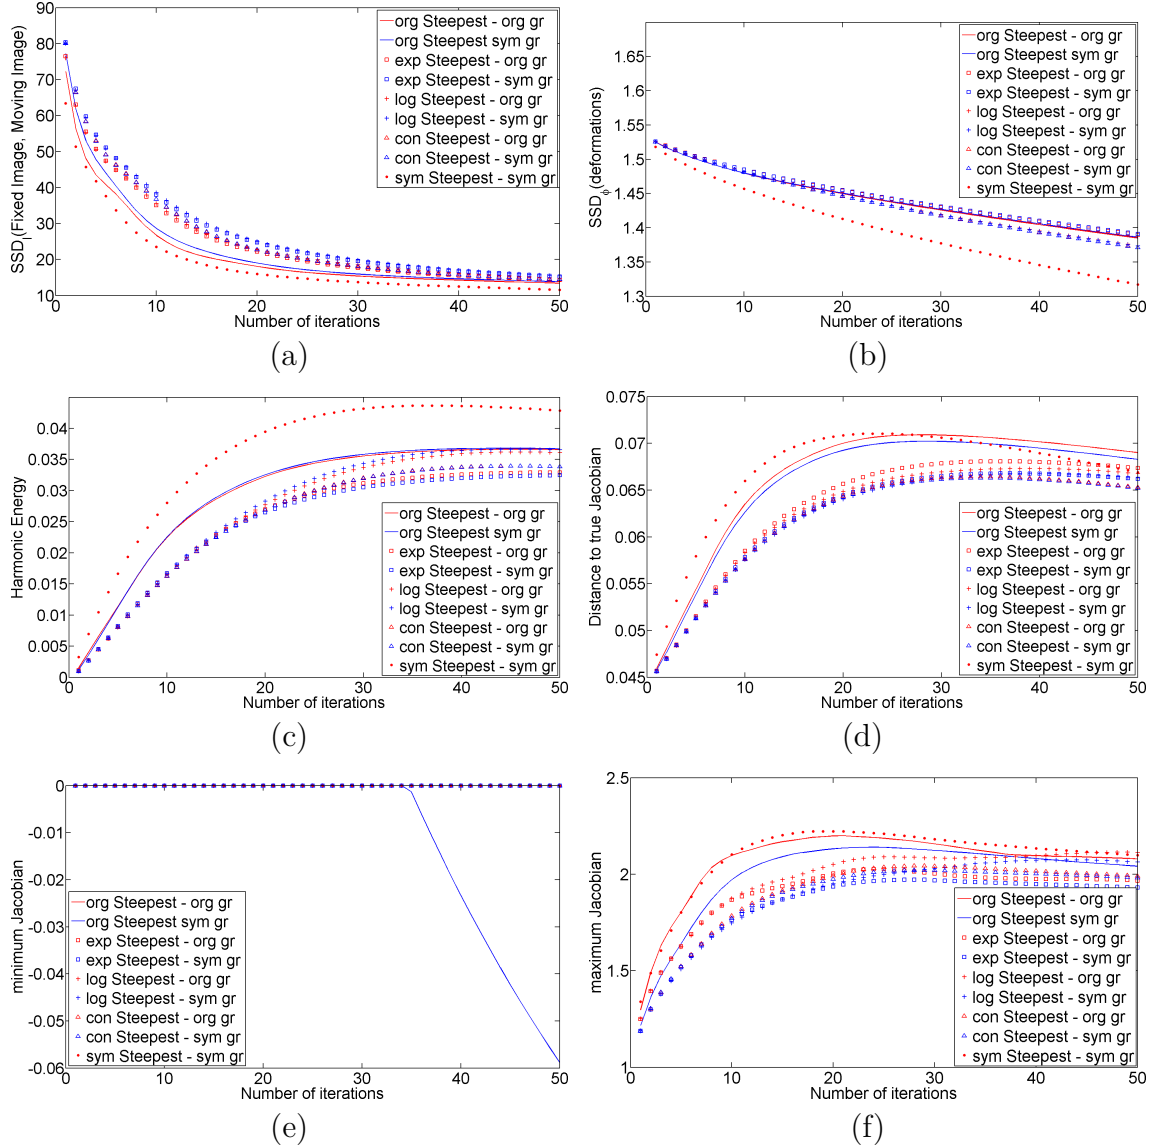 SSD_I(Fixed Image, Moving Image)
90
80
70
60
50
40
30
20
10
0
10
20
30
40
50
Number of iterations
org Steepest - org gr
org Steepest sym gr
exp Steepest - org gr
exp Steepest - sym gr
log Steepest - org gr
log Steepest - sym gr
con Steepest - org gr
con Steepest - sym gr
sym Steepest - sym gr
(a)
SSD_ϕ(deformations)
1.65
1.6
1.55
1.5
1.45
1.4
1.35
1.3
0
10
20
30
40
50
Number of iterations
org Steepest - org gr
org Steepest sym gr
exp Steepest - org gr
exp Steepest - sym gr
log Steepest - org gr
log Steepest - sym gr
con Steepest - org gr
con Steepest - sym gr
sym Steepest - sym gr
(b)
Harmonic Energy
0.04
0.035
0.03
0.025
0.02
0.015
0.01
0.005
0
0
10
20
30
40
50
Number of iterations
org Steepest - org gr
org Steepest sym gr
exp Steepest - org gr
exp Steepest - sym gr
log Steepest - org gr
log Steepest - sym gr
con Steepest - org gr
con Steepest - sym gr
sym Steepest - sym gr
(c)
Distance to true Jacobian
0.075
0.07
0.065
0.06
0.055
0.05
0.045
0
10
20
30
40
50
Number of iterations
org Steepest - org gr
org Steepest sym gr
exp Steepest - org gr
exp Steepest - sym gr
log Steepest - org gr
log Steepest - sym gr
con Steepest - org gr
con Steepest - sym gr
sym Steepest - sym gr
(d)
minimum Jacobian
0
-0.01
-0.02
-0.03
-0.04
-0.05
-0.06
0
10
20
30
40
50
Number of iterations
org Steepest - org gr
org Steepest sym gr
exp Steepest - org gr
exp Steepest - sym gr
log Steepest - org gr
log Steepest - sym gr
con Steepest - org gr
con Steepest - sym gr
sym Steepest - sym gr
(e)
maximum Jacobian
2.5
2
1.5
1
0
10
20
30
40
50
Number of iterations
org Steepest - org gr
org Steepest sym gr
exp Steepest - org gr
exp Steepest - sym gr
log Steepest - org gr
log Steepest - sym gr
con Steepest - org gr
con Steepest - sym gr
sym Steepest - sym gr
(f)